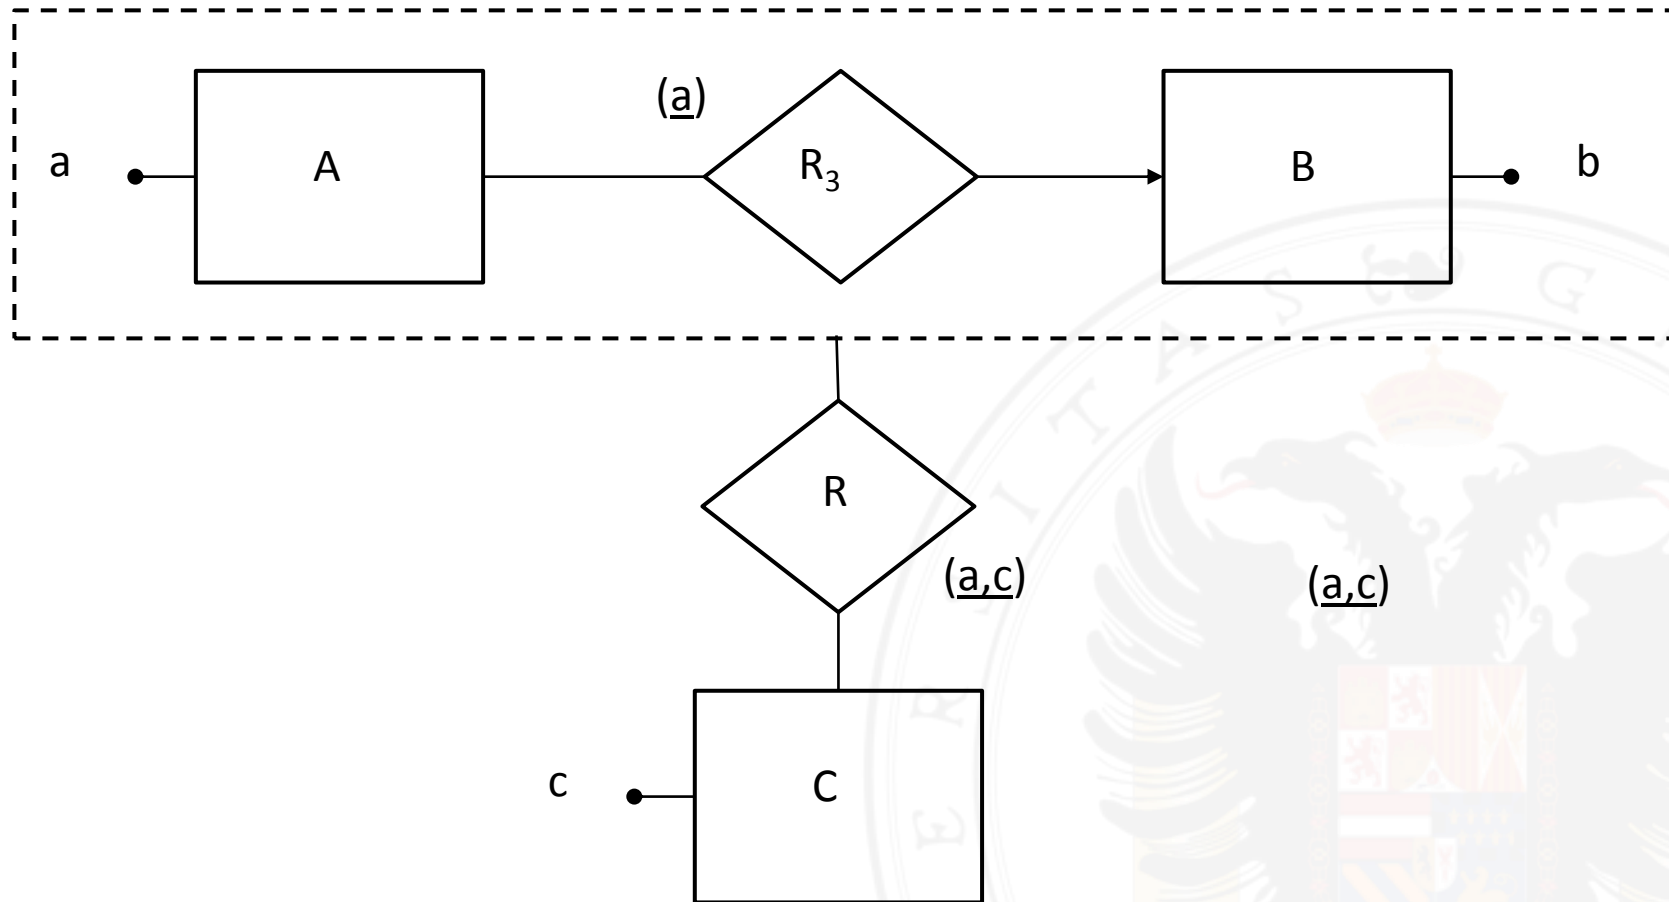 (a)
a A R₃ B b
R
(a,c) (a,c)
c C
E R S I T A S G